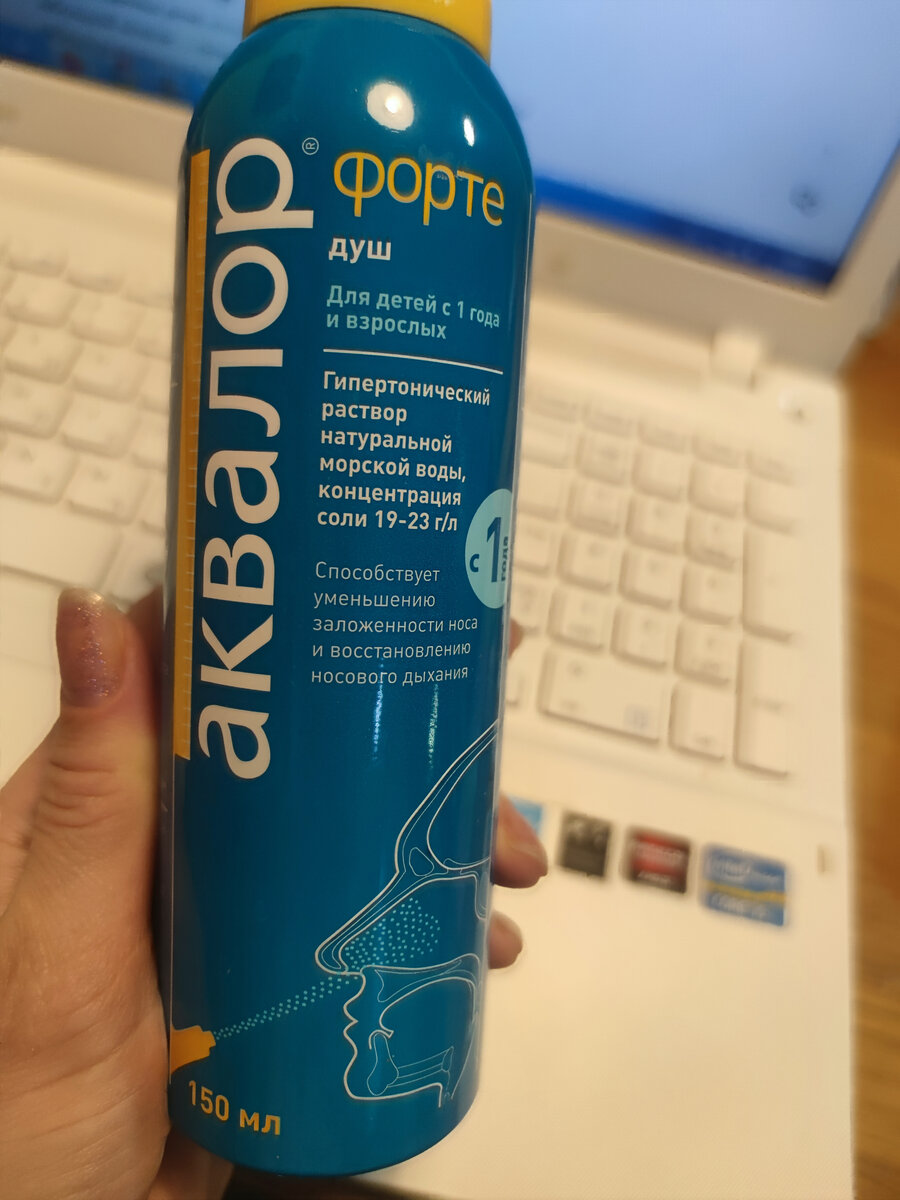 аквалор®
форте
душ
Для детей с 1 года
и взрослых
Гипертонический
раствор
натуральной
морской воды,
концентрация
соли 19-23 г/л
с 1 года
Способствует
уменьшению
заложенности носа
и восстановлению
носового дыхания
150 мл